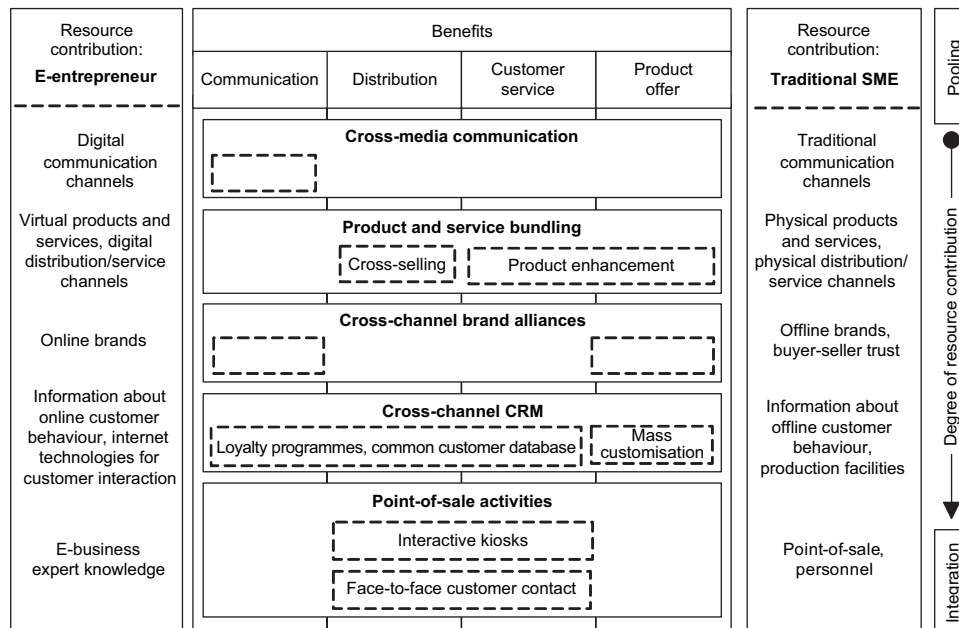 Resource
contribution:
E-entrepreneur
Benefits
Communication
Distribution
Customer
service
Product
offer
Resource
contribution:
Traditional SME
Pooling
Digital
communication
channels
Cross-media communication
Traditional
communication
channels
Virtual products and
services, digital
distribution/service
channels
Product and service bundling
Cross-selling
Product enhancement
Physical products
and services,
physical distribution/
service channels
Online brands
Cross-channel brand alliances
Offline brands,
buyer-seller trust
Information about
online customer
behaviour, internet
technologies for
customer interaction
Cross-channel CRM
Loyalty programmes, common customer database
Mass
customisation
Information about
offline customer
behaviour,
production facilities
E-business
expert knowledge
Point-of-sale activities
Interactive kiosks
Face-to-face customer contact
Point-of-sale,
personnel
Degree of resource contribution
Integration